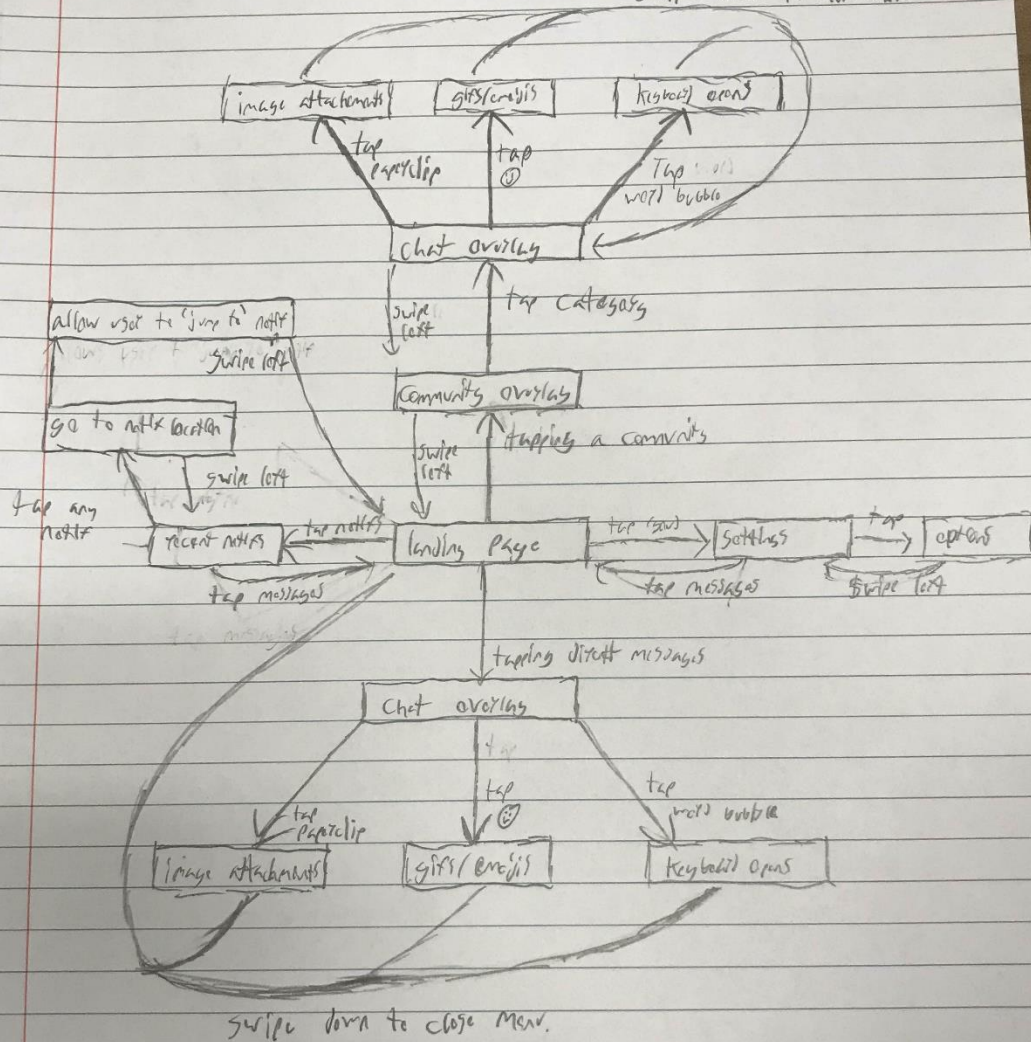 image attachements
gifs/emojis
keyboard opens
tap
paperclip
tap
Tap
word bubble
Chat overlay
swipe
left
tap category
allow user to "jump to" notif
swipe left
community overlay
go to notif location
swipe
left
tapping a community
swipe left
tap any
notif
recent notifs
tap notifs
landing page
settings
tap
options
tap messages
tap messages
swipe left
tapping direct messages
Chat overlay
tap
tap
paperclip
tap
word bubble
image attachments
gifs/emojis
keyboard opens
swipe down to close menu.